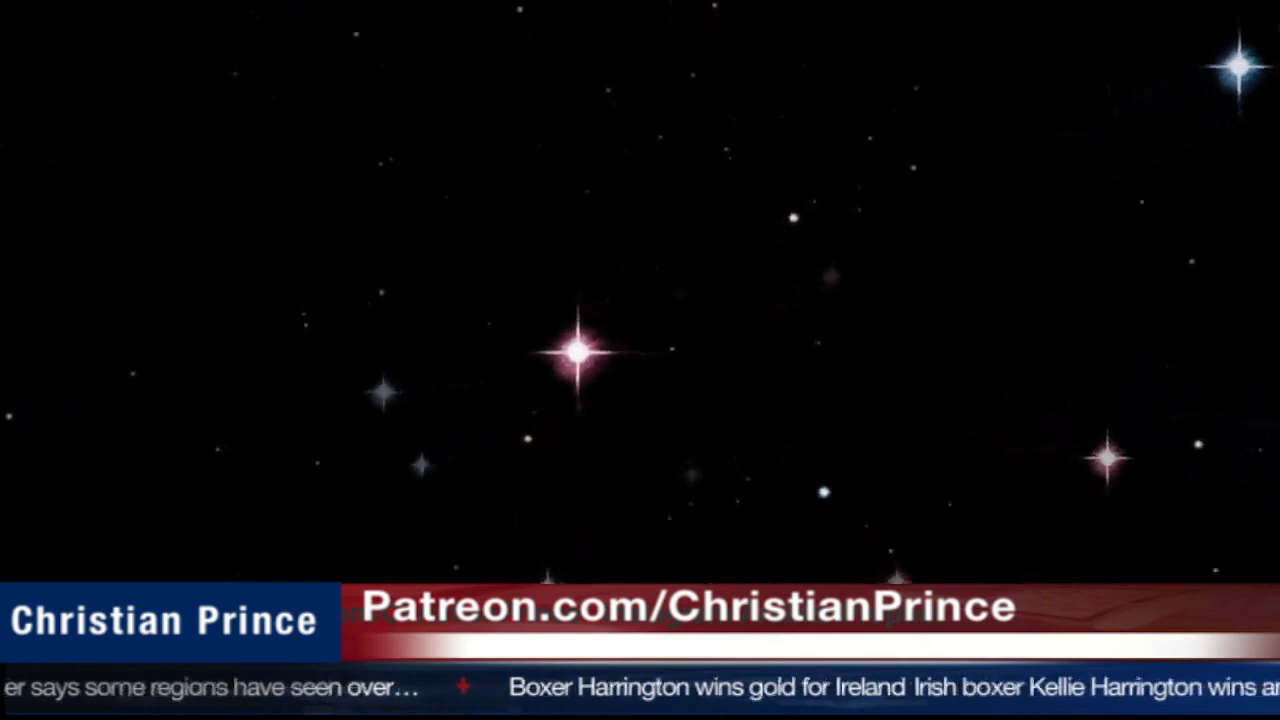 Christian Prince
Patreon.com/ChristianPrince
er says some regions have seen over... Boxer Harrington wins gold for Ireland Irish boxer Kellie Harrington wins